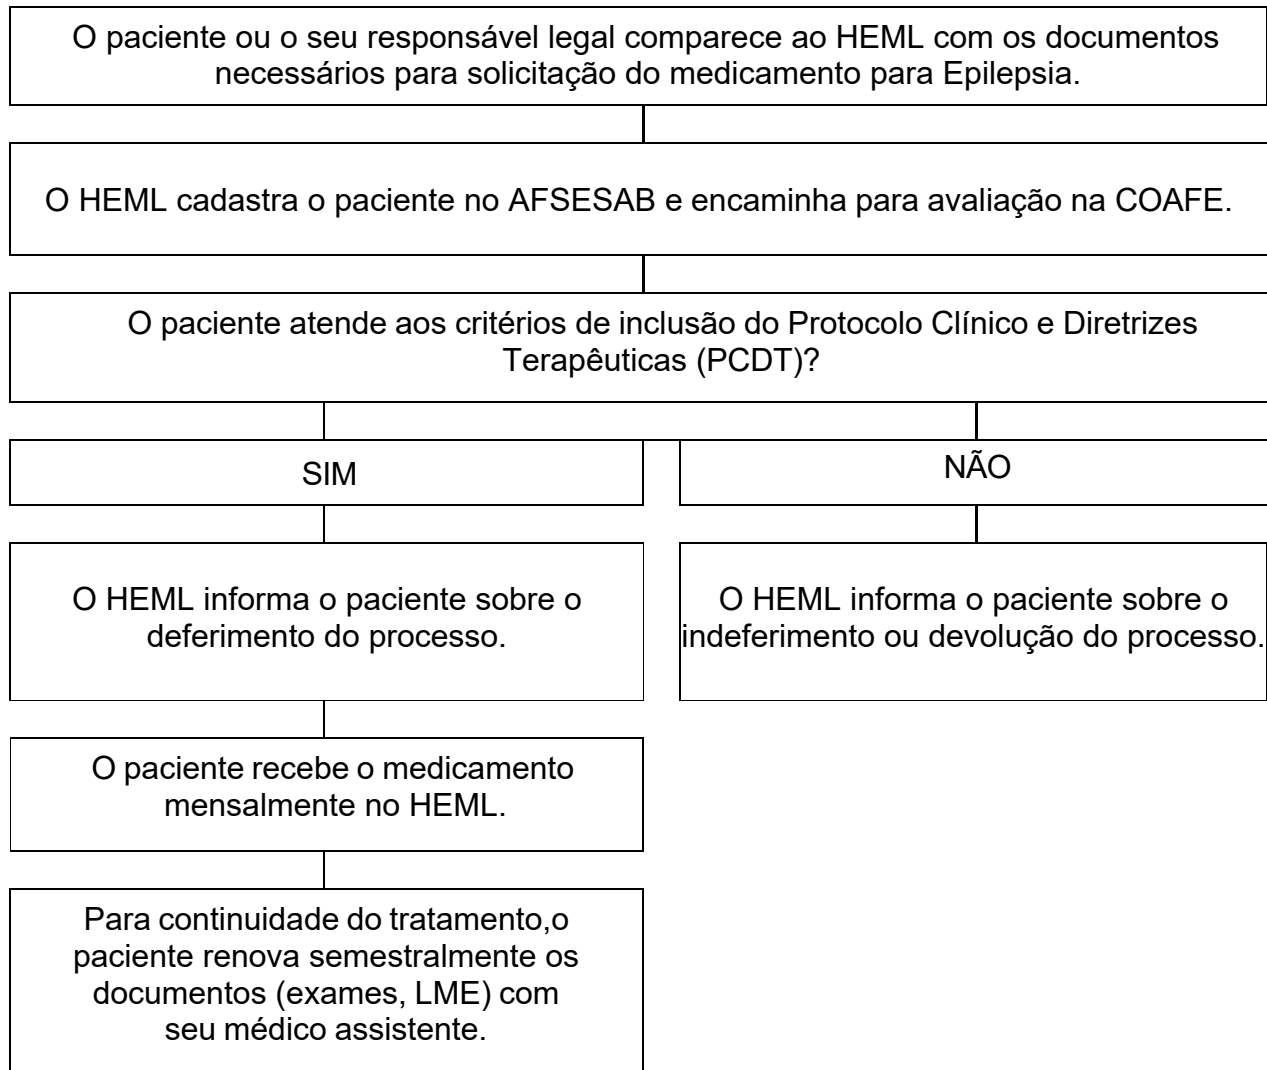 O paciente ou o seu responsável legal comparece ao HEML com os documentos
necessários para solicitação do medicamento para Epilepsia.
O HEML cadastra o paciente no AFSESAB e encaminha para avaliação na COAFE.
O paciente atende aos critérios de inclusão do Protocolo Clínico e Diretrizes
Terapêuticas (PCDT)?
SIM
NÃO
O HEML informa o paciente sobre o
deferimento do processo.
O HEML informa o paciente sobre o
indeferimento ou devolução do processo.
O paciente recebe o medicamento
mensalmente no HEML.
Para continuidade do tratamento,o
paciente renova semestralmente os
documentos (exames, LME) com
seu médico assistente.